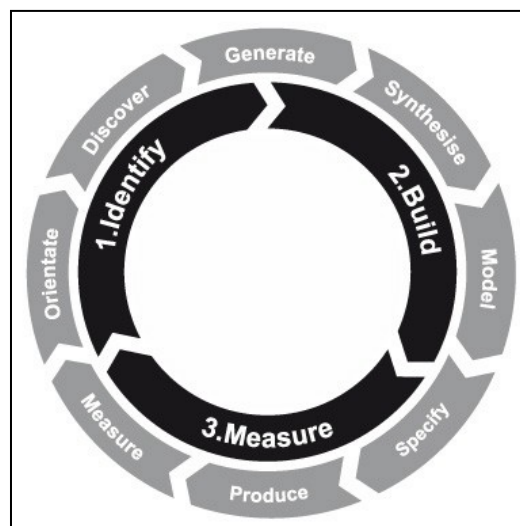 Generate
Synthesise
Model
Specify
Produce
Measure
Orientate
Discover
1.Identify
2.Build
3.Measure